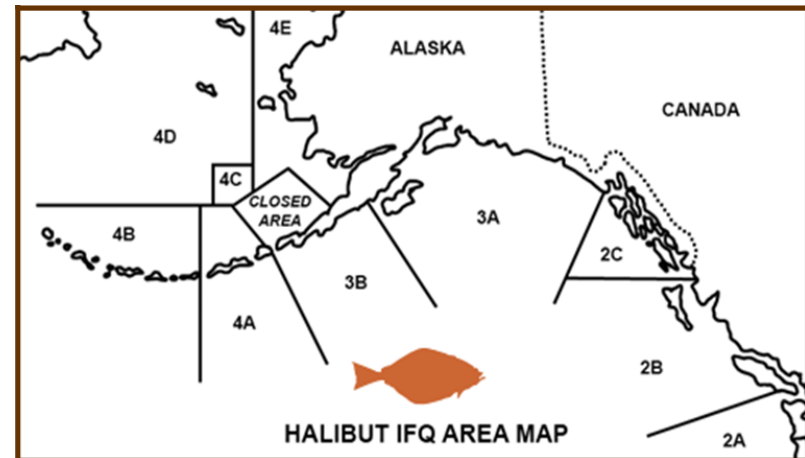 4E
ALASKA
CANADA
4D
4C
CLOSED
AREA
3A
4B
2C
3B
4A
2B
HALIBUT IFQ AREA MAP
2A